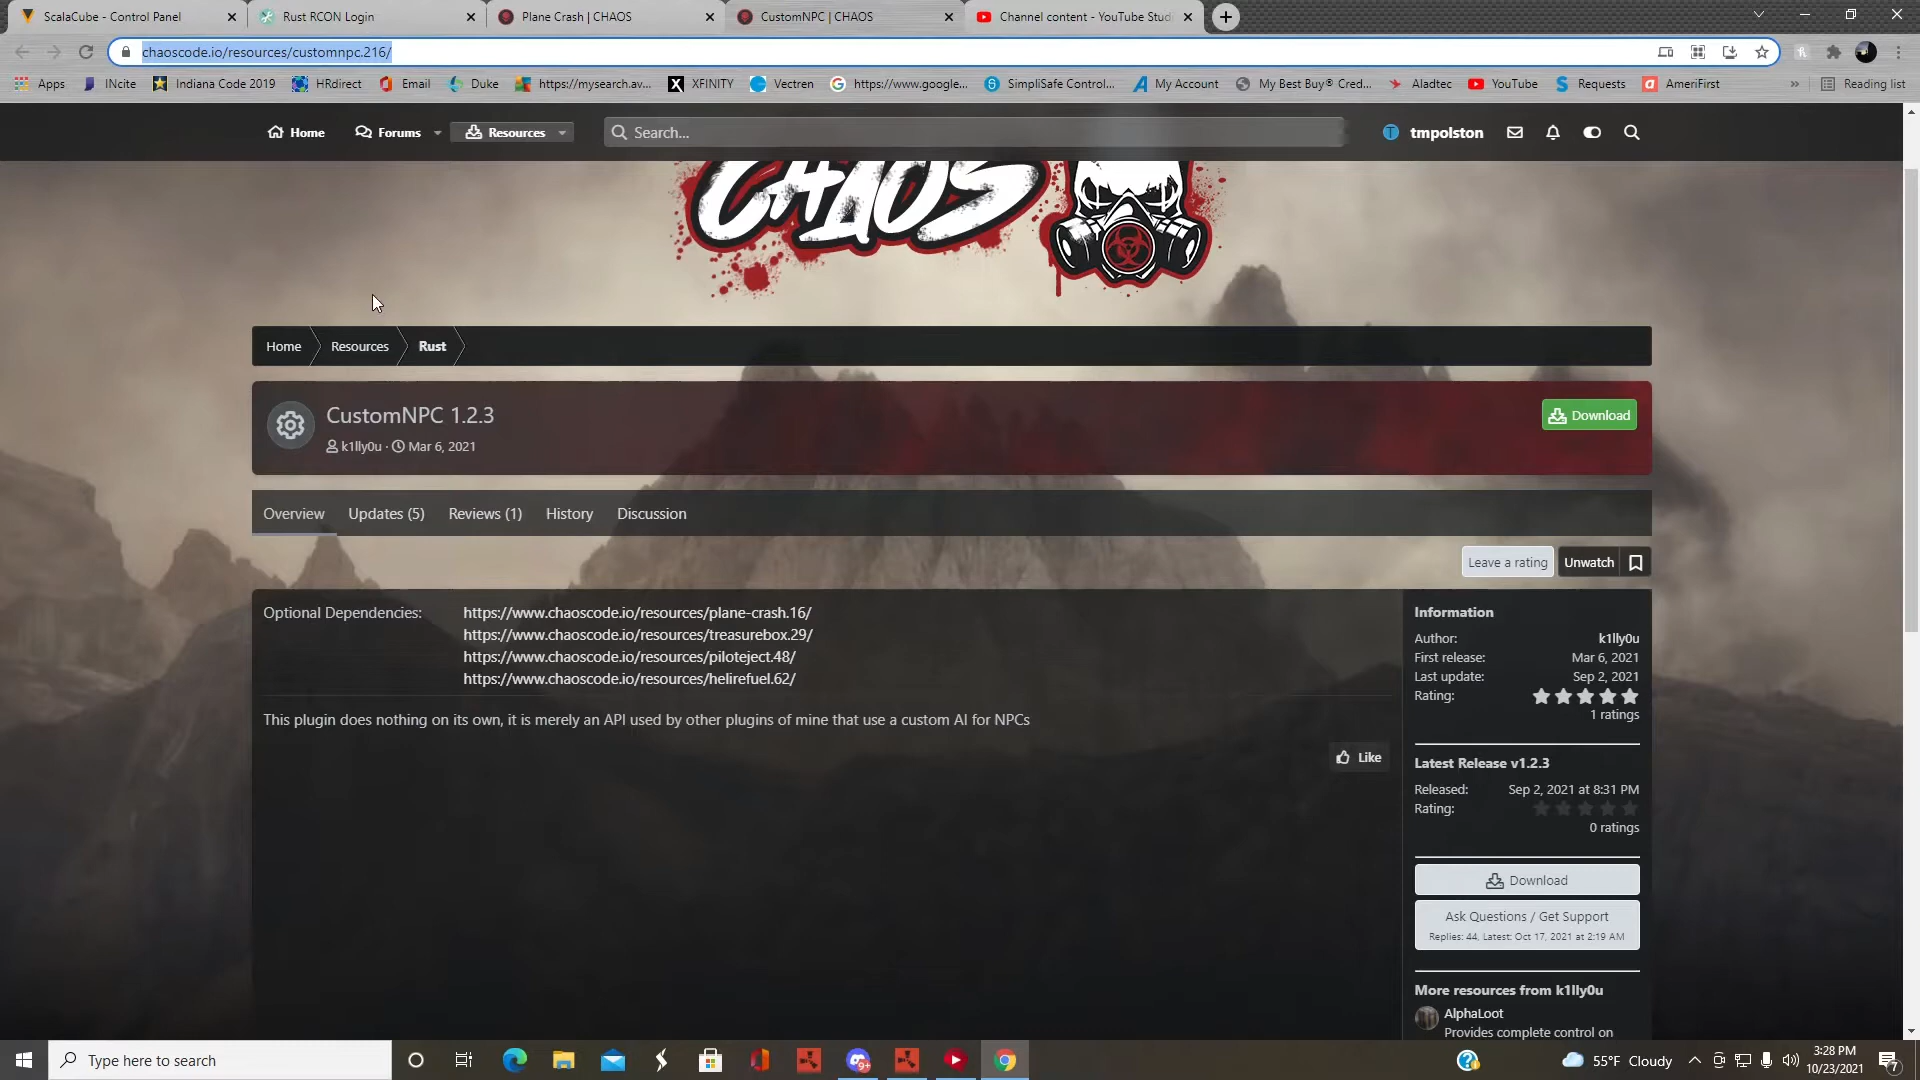 ScalaCube - Control Panel
Rust RCON Login
Plane Crash | CHAOS
CustomNPC | CHAOS
Channel content - YouTube Stud
chaoscode.io/resources/customnpc.216/
Apps
INcite
Indiana Code 2019
HRdirect
Email
Duke
https://mysearch.av...
XFINITY
Vectren
https://www.google...
SimpliSafe Control...
My Account
My Best Buy® Cred...
Aladtec
YouTube
Requests
AmeriFirst
»
Reading list
Home
Forums
Resources
Search...
T
tmpolston
CHAOS
Home
Resources
Rust
CustomNPC 1.2.3
k1lly0u · Mar 6, 2021
Download
Overview
Updates (5)
Reviews (1)
History
Discussion
Leave a rating
Unwatch
Optional Dependencies:
https://www.chaoscode.io/resources/plane-crash.16/
https://www.chaoscode.io/resources/treasurebox.29/
https://www.chaoscode.io/resources/piloteject.48/
https://www.chaoscode.io/resources/helirefuel.62/
This plugin does nothing on its own, it is merely an API used by other plugins of mine that use a custom AI for NPCs
Like
Information
Author: k1lly0u
First release: Mar 6, 2021
Last update: Sep 2, 2021
Rating:
1 ratings
Latest Release v1.2.3
Released: Sep 2, 2021 at 8:31 PM
Rating:
0 ratings
Download
Ask Questions / Get Support
Replies: 44, Latest: Oct 17, 2021 at 2:19 AM
More resources from k1lly0u
AlphaLoot
Provides complete control on
Type here to search
9+
55°F Cloudy
3:28 PM
10/23/2021
7